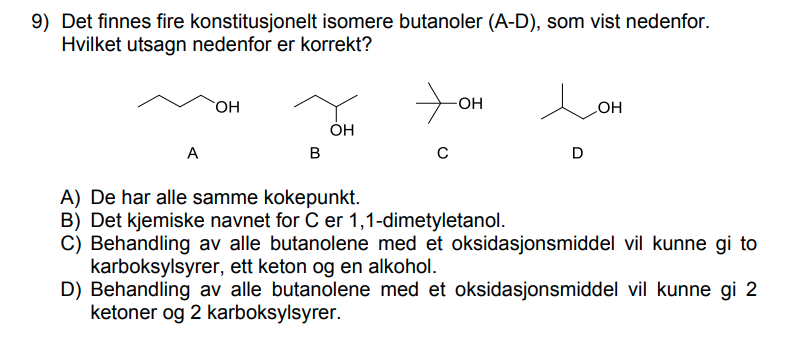 9) Det finnes fire konstitusjonelt isomere butanoler (A-D), som vist nedenfor.
Hvilket utsagn nedenfor er korrekt?
OH
OH
OH
OH
A
B
C
D
A) De har alle samme kokepunkt.
B) Det kjemiske navnet for C er 1,1-dimetyletanol.
C) Behandling av alle butanolene med et oksidasjonsmiddel vil kunne gi to
karboksylsyrer, ett keton og en alkohol.
D) Behandling av alle butanolene med et oksidasjonsmiddel vil kunne gi 2
ketoner og 2 karboksylsyrer.